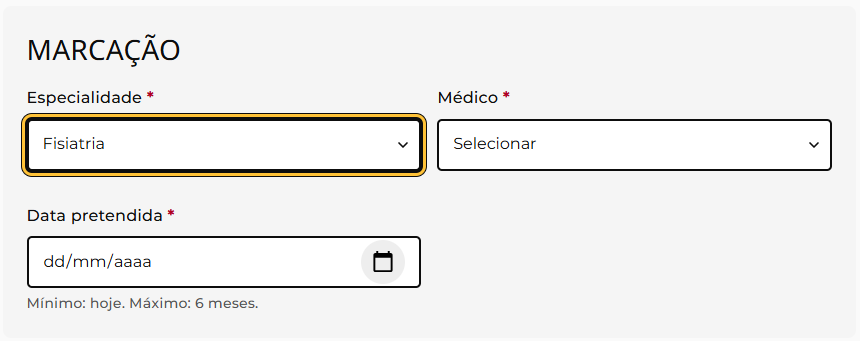 MARCAÇÃO
Especialidade *
Médico *
Fisiatria
Selecionar
Data pretendida *
dd/mm/aaaa
Mínimo: hoje. Máximo: 6 meses.